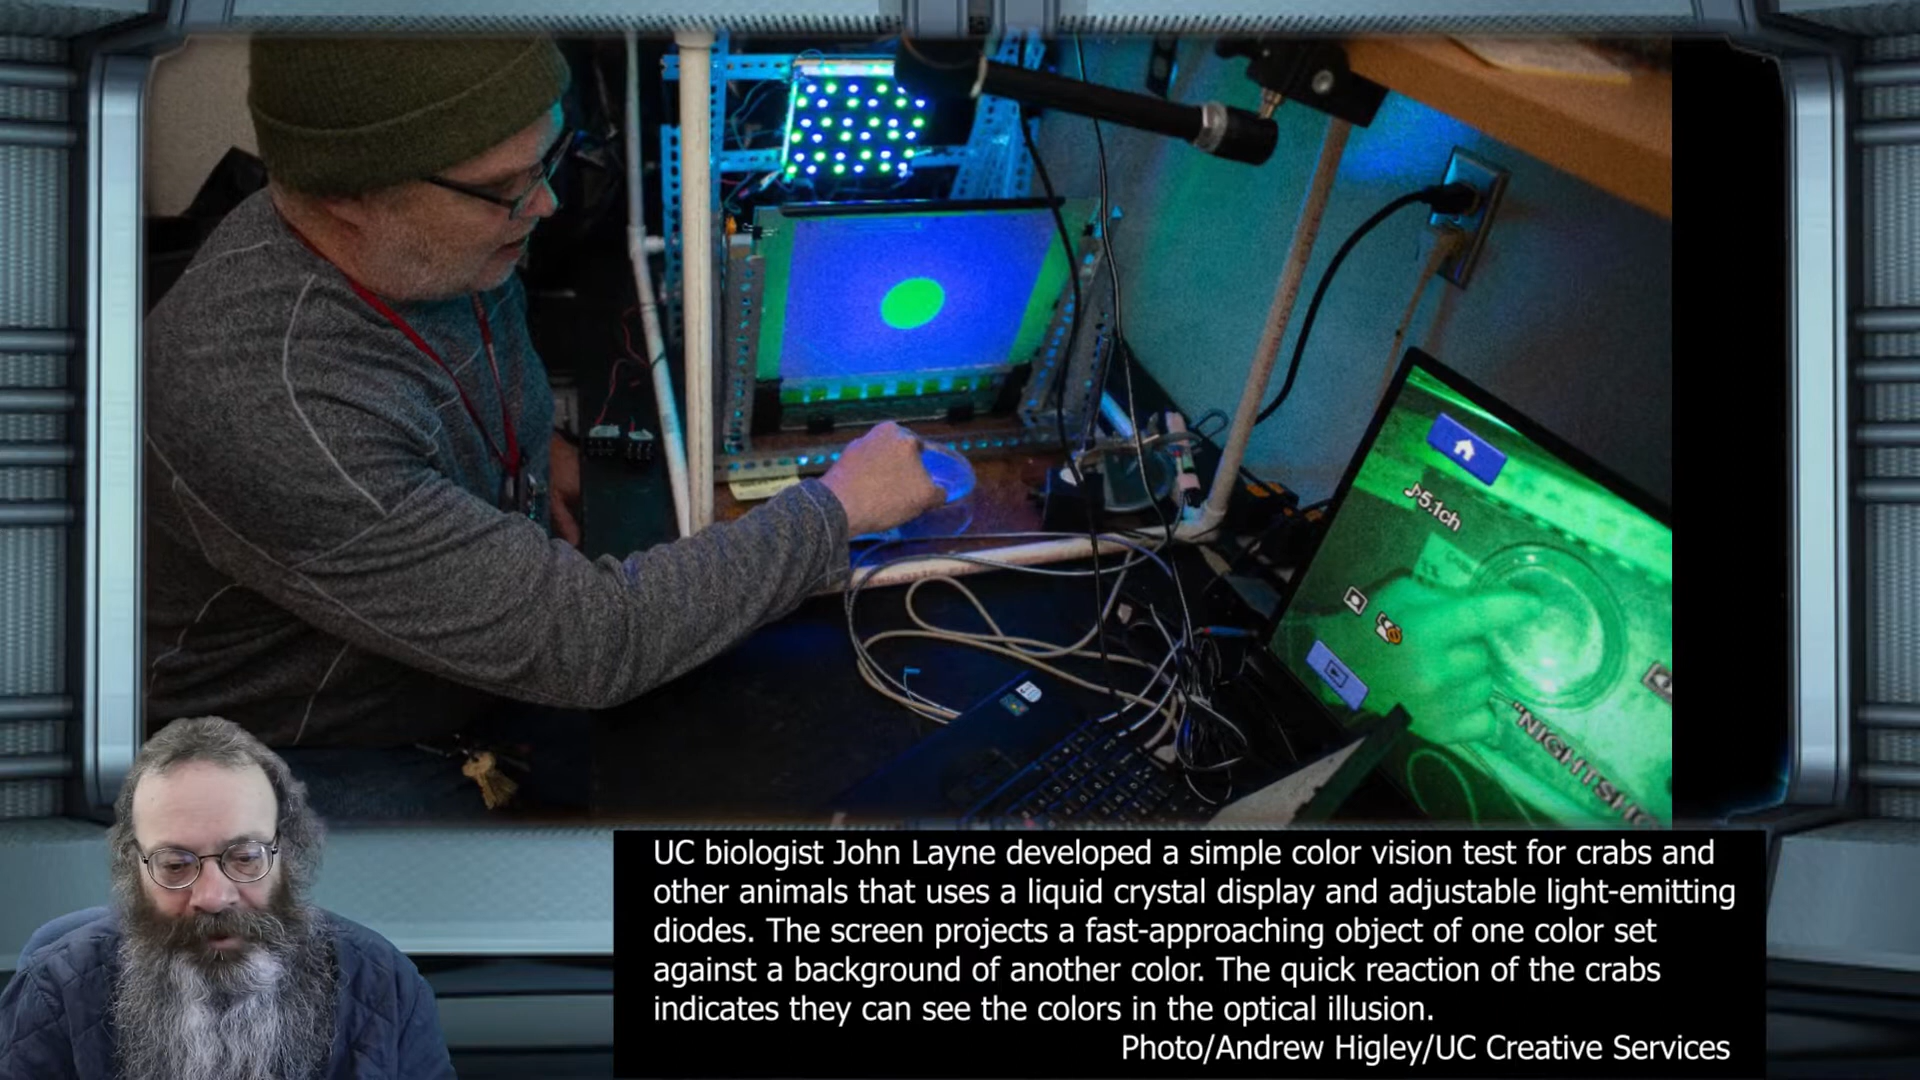 ♪5.1ch
"NIGHTSHO
UC biologist John Layne developed a simple color vision test for crabs and
other animals that uses a liquid crystal display and adjustable light-emitting
diodes. The screen projects a fast-approaching object of one color set
against a background of another color. The quick reaction of the crabs
indicates they can see the colors in the optical illusion.
Photo/Andrew Higley/UC Creative Services